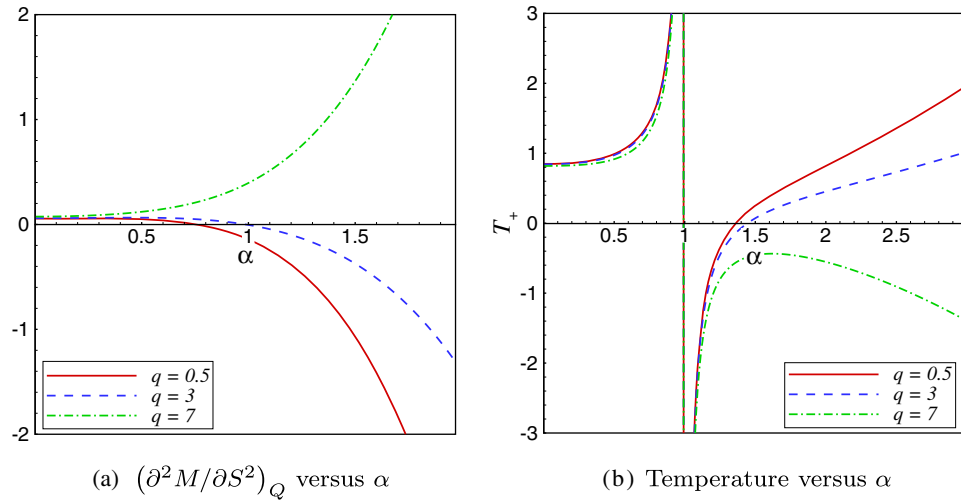 2
1
0
-1
-2
0.5
1
1.5
α
q = 0.5
q = 3
q = 7
(a) (∂²M/∂S²)_Q versus α
3
2
1
0
-1
-2
-3
T₊
0.5
1
1.5
2
2.5
α
q = 0.5
q = 3
q = 7
(b) Temperature versus α